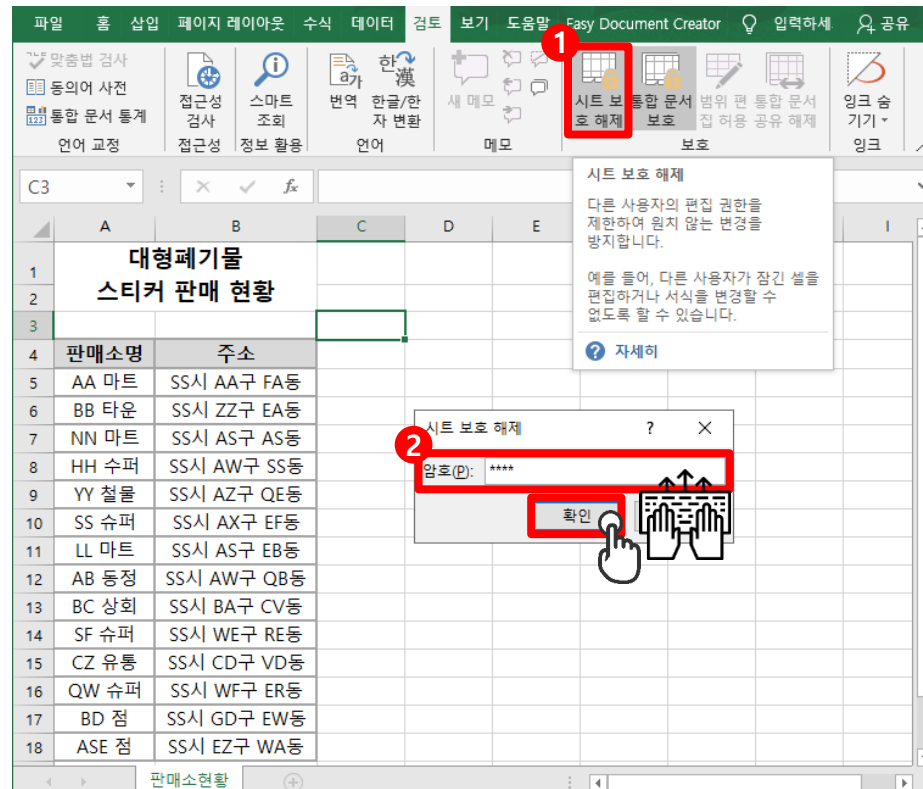 파일 홈 삽입 페이지 레이아웃 수식 데이터 검토 보기 도움말 Easy Document Creator 입력하세 공유
1
맞춤법 검사
동의어 사전
통합 문서 통계
언어 교정
접근성
검사
접근성
스마트
조회
정보 활용
번역
한글/한
자 변환
언어
새 메모
메모
시트 보
호 해제
통합 문서
보호
범위 편
집 허용
통합 문서
공유 해제
보호
잉크 숨
기기
잉크
C3
fx
시트 보호 해제
다른 사용자의 편집 권한을
제한하여 원치 않는 변경을
방지합니다.
예를 들어, 다른 사용자가 잠긴 셀을
편집하거나 서식을 변경할 수
없도록 할 수 있습니다.
? 자세히
A B C D E I
1 대형폐기물
2 스티커 판매 현황
3
4 판매소명 주소
5 AA 마트 SS시 AA구 FA동
6 BB 타운 SS시 ZZ구 EA동
7 NN 마트 SS시 AS구 AS동
8 HH 수퍼 SS시 AW구 SS동
9 YY 철물 SS시 AZ구 QE동
10 SS 슈퍼 SS시 AX구 EF동
11 LL 마트 SS시 AS구 EB동
12 AB 동정 SS시 AW구 QB동
13 BC 상회 SS시 BA구 CV동
14 SF 슈퍼 SS시 WE구 RE동
15 CZ 유통 SS시 CD구 VD동
16 QW 슈퍼 SS시 WF구 ER동
17 BD 점 SS시 GD구 EW동
18 ASE 점 SS시 EZ구 WA동
시트 보호 해제 ?
2
암호(P): ****
확인
판매소현황